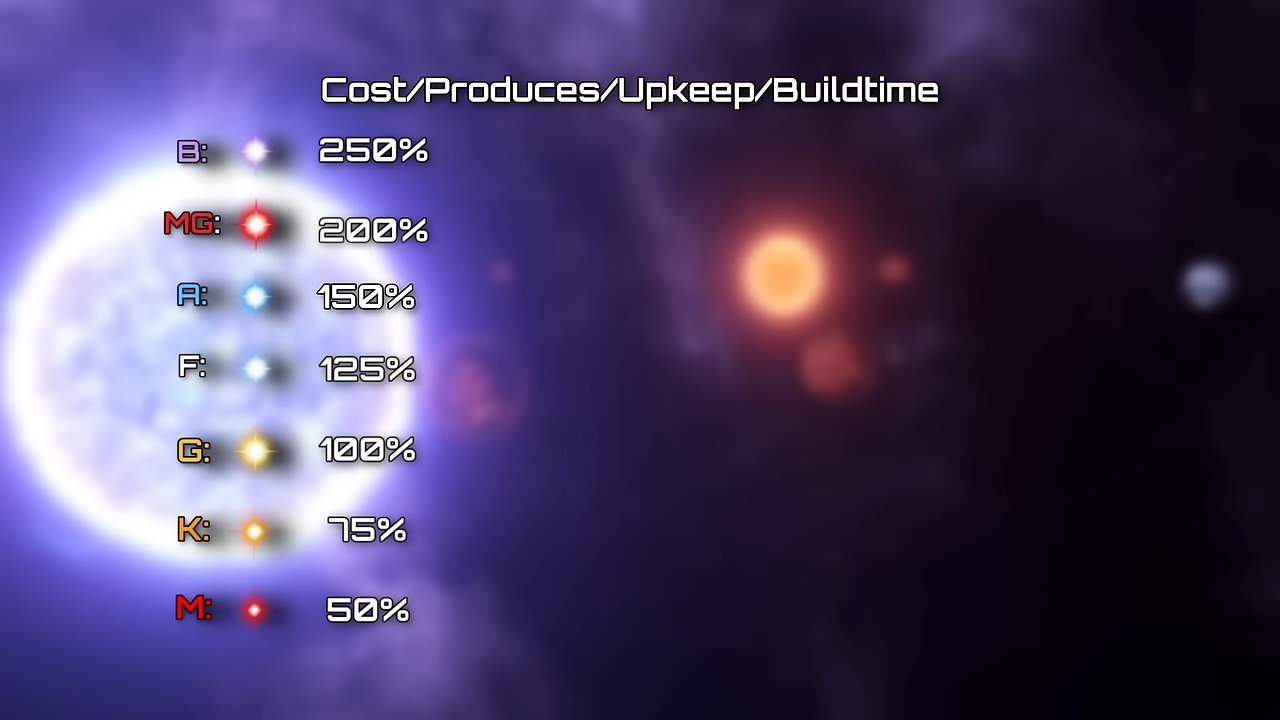 Cost/Produces/Upkeep/Buildtime
B: 250%
MG: 200%
A: 150%
F: 125%
G: 100%
K: 75%
M: 50%